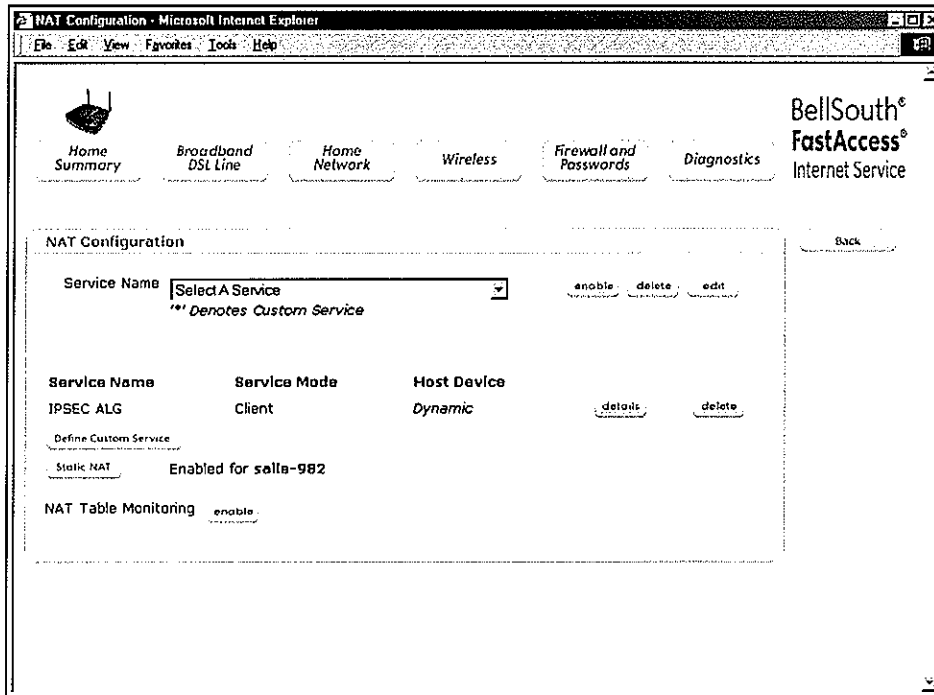 NAT Configuration - Microsoft Internet Explorer
File Edit View Favorites Tools Help
BellSouth®
FastAccess®
Internet Service
Home Summary
Broadband DSL Line
Home Network
Wireless
Firewall and Passwords
Diagnostics
NAT Configuration
Back
Service Name Select A Service enable delete edit
'*' Denotes Custom Service
Service Name Service Mode Host Device
IPSEC ALG Client Dynamic details delete
Define Custom Service
Static NAT Enabled for salle-982
NAT Table Monitoring enable